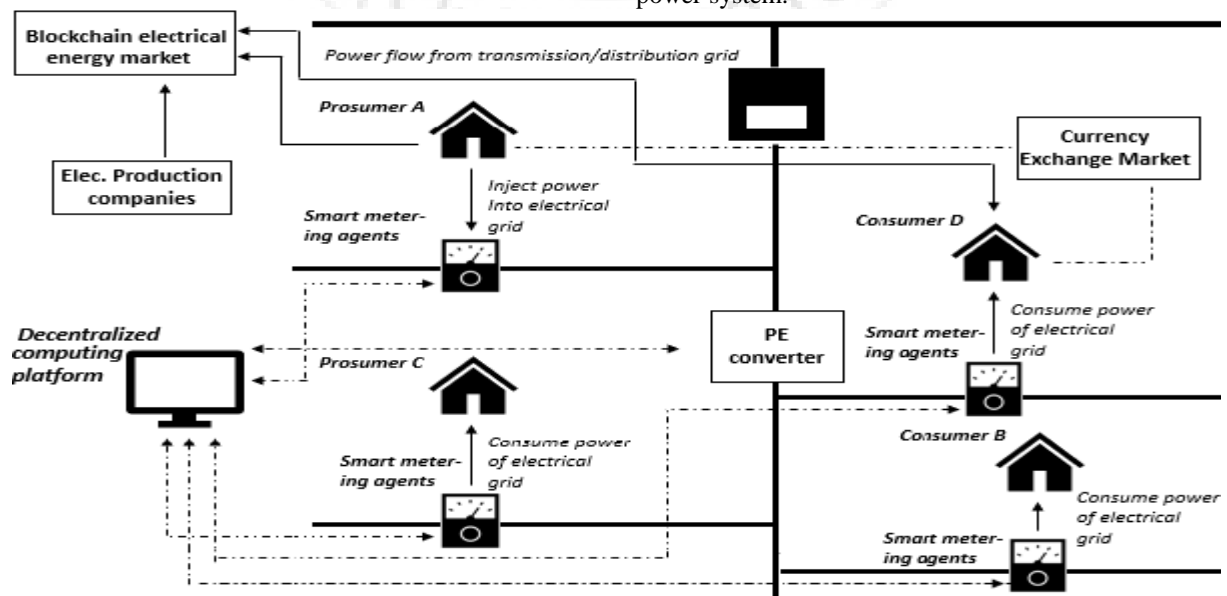 power system.
Blockchain electrical
energy market
Power flow from transmission/distribution grid
Prosumer A
Currency
Exchange Market
Elec. Production
companies
Inject power
Into electrical
grid
Smart meter-
ing agents
Consumer D
Decentralized
computing
platform
PE
converter
Smart meter-
ing agents
Consume power
of electrical
grid
Prosumer C
Consumer B
Smart meter-
ing agents
Consume power
of electrical
grid
Smart meter-
ing agents
Consume power
of electrical
grid